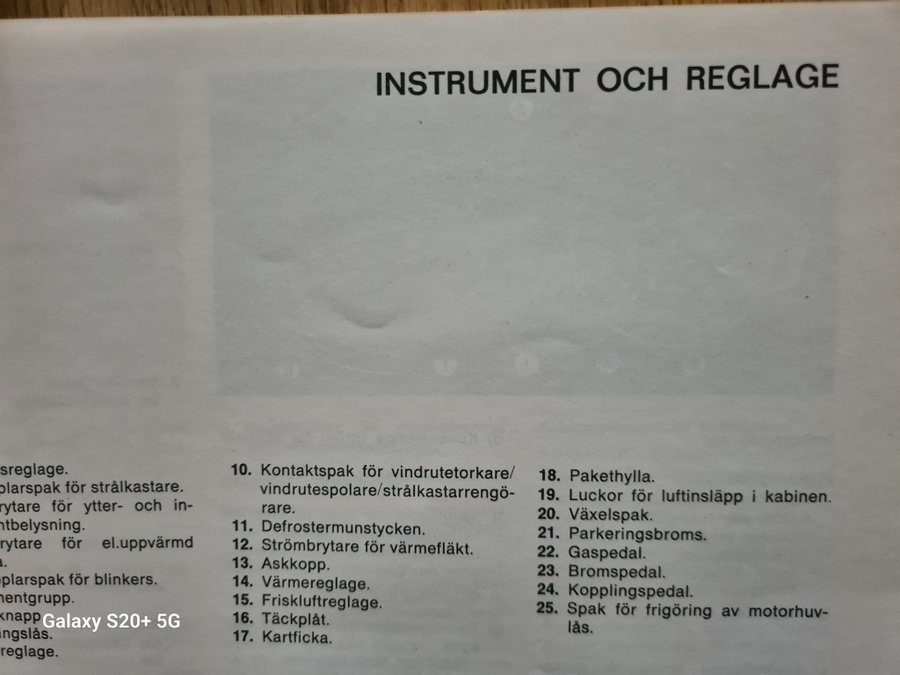 INSTRUMENT OCH REGLAGE
sreglage.
plarspak för strålkastare.
rytare för ytter- och in-
ntbelysning.
rytare för el.uppvärmd
a.
plarspak för blinkers.
mentgrupp.
knapp
ingslås.
reglage.
10. Kontaktspak för vindrutetorkare/
vindrutespolare/strålkastarrengö-
rare.
11. Defrostermunstycken.
12. Strömbrytare för värmefläkt.
13. Askkopp.
14. Värmereglage.
15. Friskluftreglage.
16. Täckplåt.
17. Kartficka.
18. Pakethylla.
19. Luckor för luftinsläpp i kabinen.
20. Växelspak.
21. Parkeringsbroms.
22. Gaspedal.
23. Bromspedal.
24. Kopplingspedal.
25. Spak för frigöring av motorhuv-
lås.
Galaxy S20+ 5G